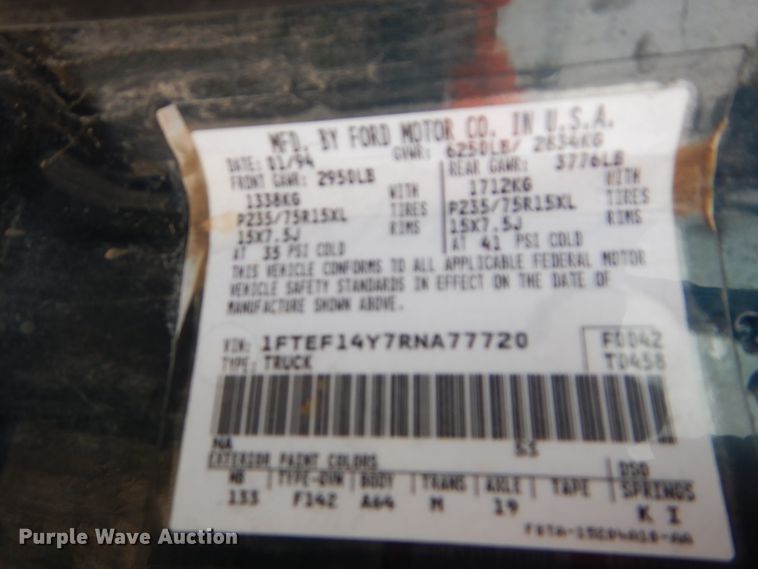 MFD. BY FORD MOTOR CO. IN U.S.A.
DATE: 01/94 GVWR: 6250LB/ 2834KG
FRONT GAWR: 2950LB REAR GAWR: 3776LB
1338KG WITH 1712KG WITH
P235/75R15XL TIRES P235/75R15XL TIRES
15X7.5J RIMS 15X7.5J RIMS
AT 35 PSI COLD AT 41 PSI COLD
THIS VEHICLE CONFORMS TO ALL APPLICABLE FEDERAL MOTOR
VEHICLE SAFETY STANDARDS IN EFFECT ON THE DATE OF
MANUFACTURE SHOWN ABOVE.
VIN: 1FTEF14Y7RNA77720 F0042
TYPE: TRUCK T0458
NA 53
EXTERIOR PAINT COLORS DSO
WB TYPE-GVW BODY TRANS AXLE TAPE SPRINGS
133 F142 A64 M 19 K I
Purple Wave Auction